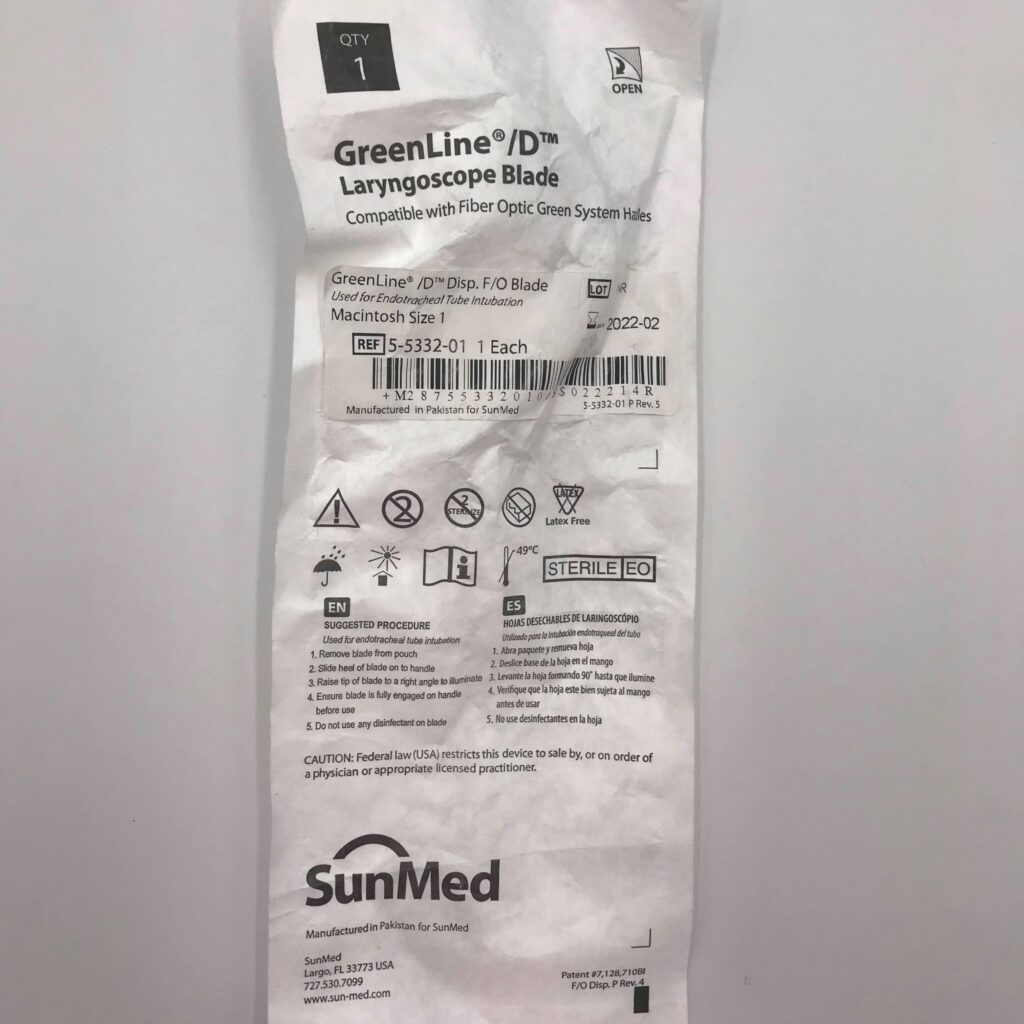 QTY
1
OPEN
GreenLine®/D™
Laryngoscope Blade
Compatible with Fiber Optic Green System
GreenLine® /D™ Disp. F/O Blade
Used for Endotracheal Tube Intubation
Macintosh Size 1
LOT
2022-02
REF 5-5332-01 1 Each
Manufactured in Pakistan for SunMed
5-5332-01 P Rev. 5
2
2
STERILIZE
LATEX
Latex Free
49°C
STERILE EO
EN
SUGGESTED PROCEDURE
Used for endotracheal tube intubation
1. Remove blade from pouch
2. Slide heel of blade on to handle
3. Raise tip of blade to a right angle to illuminate
4. Ensure blade is fully engaged on handle
before use
5. Do not use any disinfectant on blade
ES
HOJAS DESECHABLES DE LARINGOSCÓPIO
Utilizado para la intubación endotraqueal del tubo
1. Abra paquete y remueva hoja
2. Deslice base de la hoja en el mango
3. Levante la hoja formando 90° hasta que ilumine
4. Verifique que la hoja este bien sujeta al mango
antes de usar
5. No use desinfectantes en la hoja
CAUTION: Federal law (USA) restricts this device to sale by, or on order of
a physician or appropriate licensed practitioner.
SunMed
Manufactured in Pakistan for SunMed
SunMed
Largo, FL 33773 USA
727.530.7099
www.sun-med.com
Patent #7,128,710BI
F/O Disp. P Rev. 4